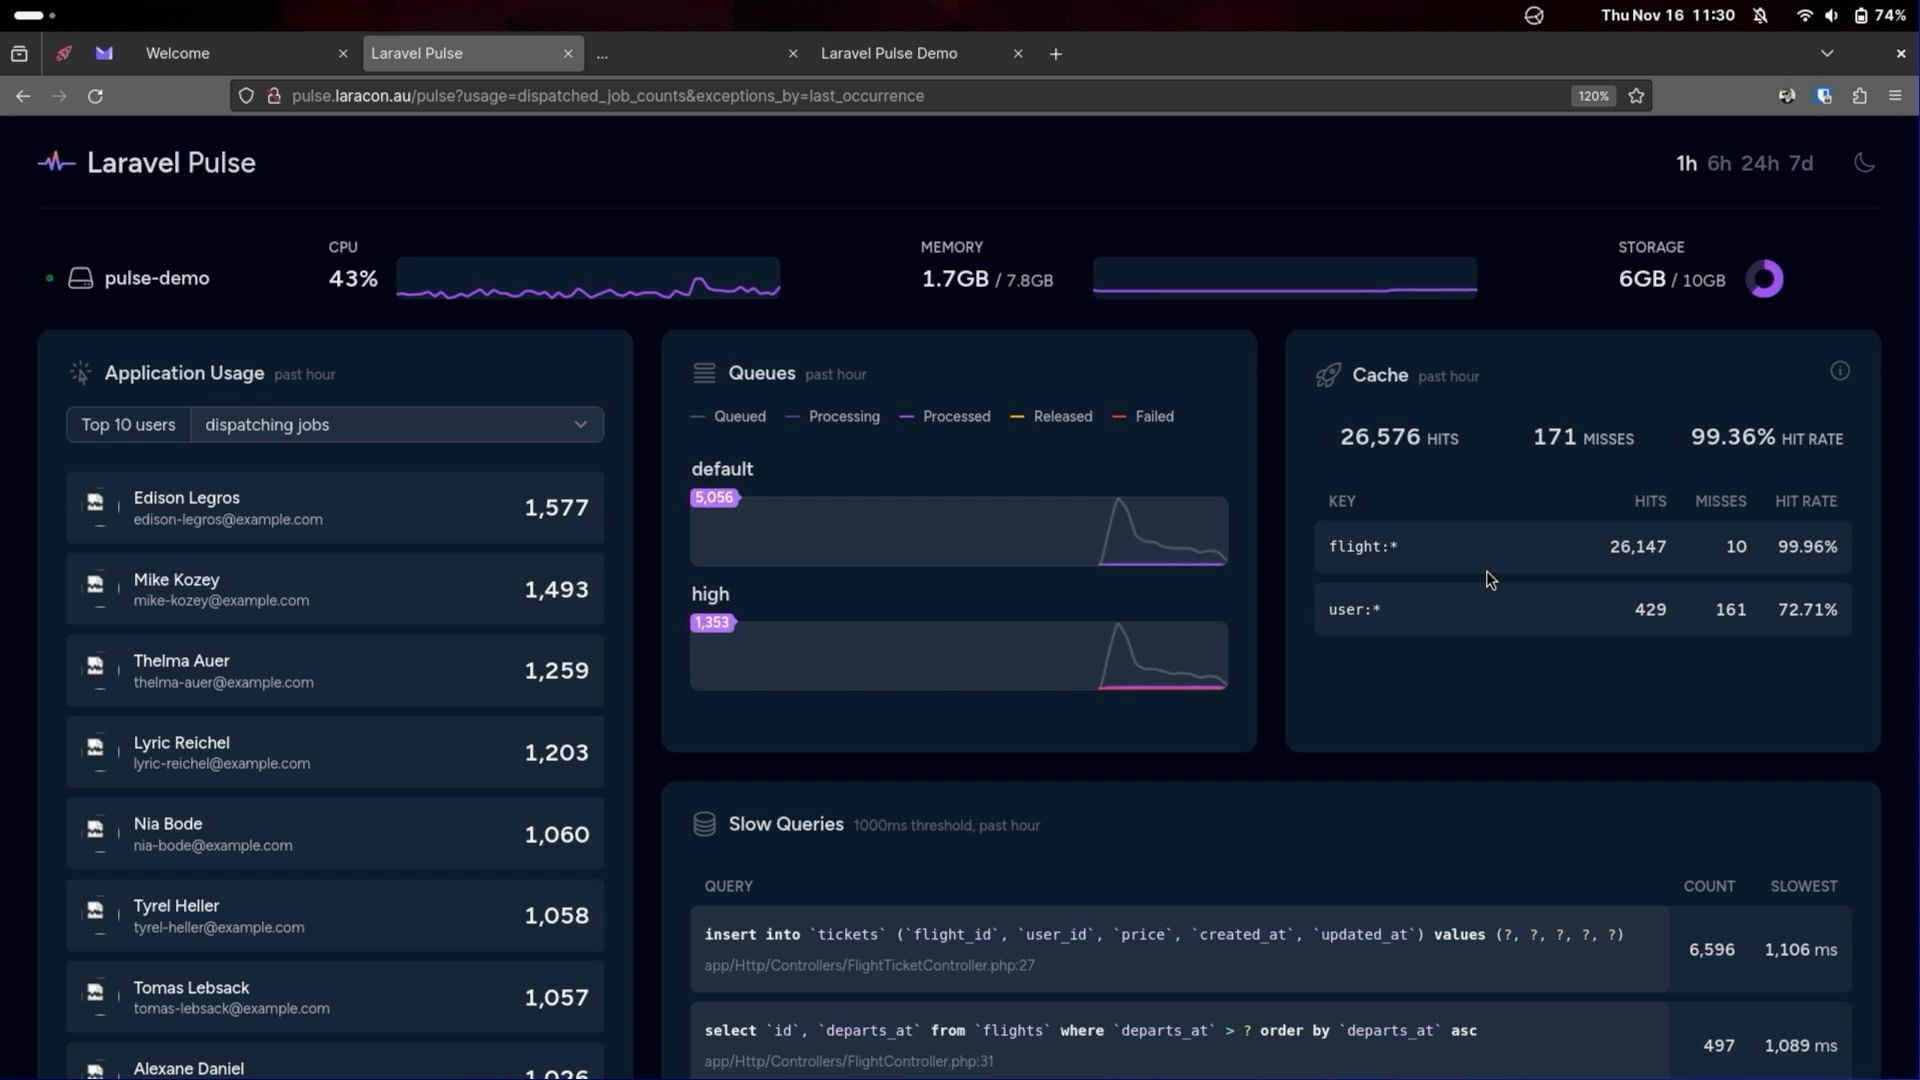 Thu Nov 16 11:30
74%
Welcome
Laravel Pulse
...
Laravel Pulse Demo
pulse.laracon.au/pulse?usage=dispatched_job_counts&exceptions_by=last_occurrence
120%
Laravel Pulse
1h 6h 24h 7d
pulse-demo
CPU
43%
MEMORY
1.7GB / 7.8GB
STORAGE
6GB / 10GB
Application Usage past hour
Top 10 users
dispatching jobs
Edison Legros
edison-legros@example.com
1,577
Mike Kozey
mike-kozey@example.com
1,493
Thelma Auer
thelma-auer@example.com
1,259
Lyric Reichel
lyric-reichel@example.com
1,203
Nia Bode
nia-bode@example.com
1,060
Tyrel Heller
tyrel-heller@example.com
1,058
Tomas Lebsack
tomas-lebsack@example.com
1,057
Alexane Daniel
1,026
Queues past hour
Queued Processing Processed Released Failed
default
5,056
high
1,353
Cache past hour
26,576 HITS 171 MISSES 99.36% HIT RATE
KEY HITS MISSES HIT RATE
flight:* 26,147 10 99.96%
user:* 429 161 72.71%
Slow Queries 1000ms threshold, past hour
QUERY COUNT SLOWEST
insert into `tickets` (`flight_id`, `user_id`, `price`, `created_at`, `updated_at`) values (?, ?, ?, ?, ?)
app/Http/Controllers/FlightTicketController.php:27
6,596 1,106 ms
select `id`, `departs_at` from `flights` where `departs_at` > ? order by `departs_at` asc
app/Http/Controllers/FlightController.php:31
497 1,089 ms